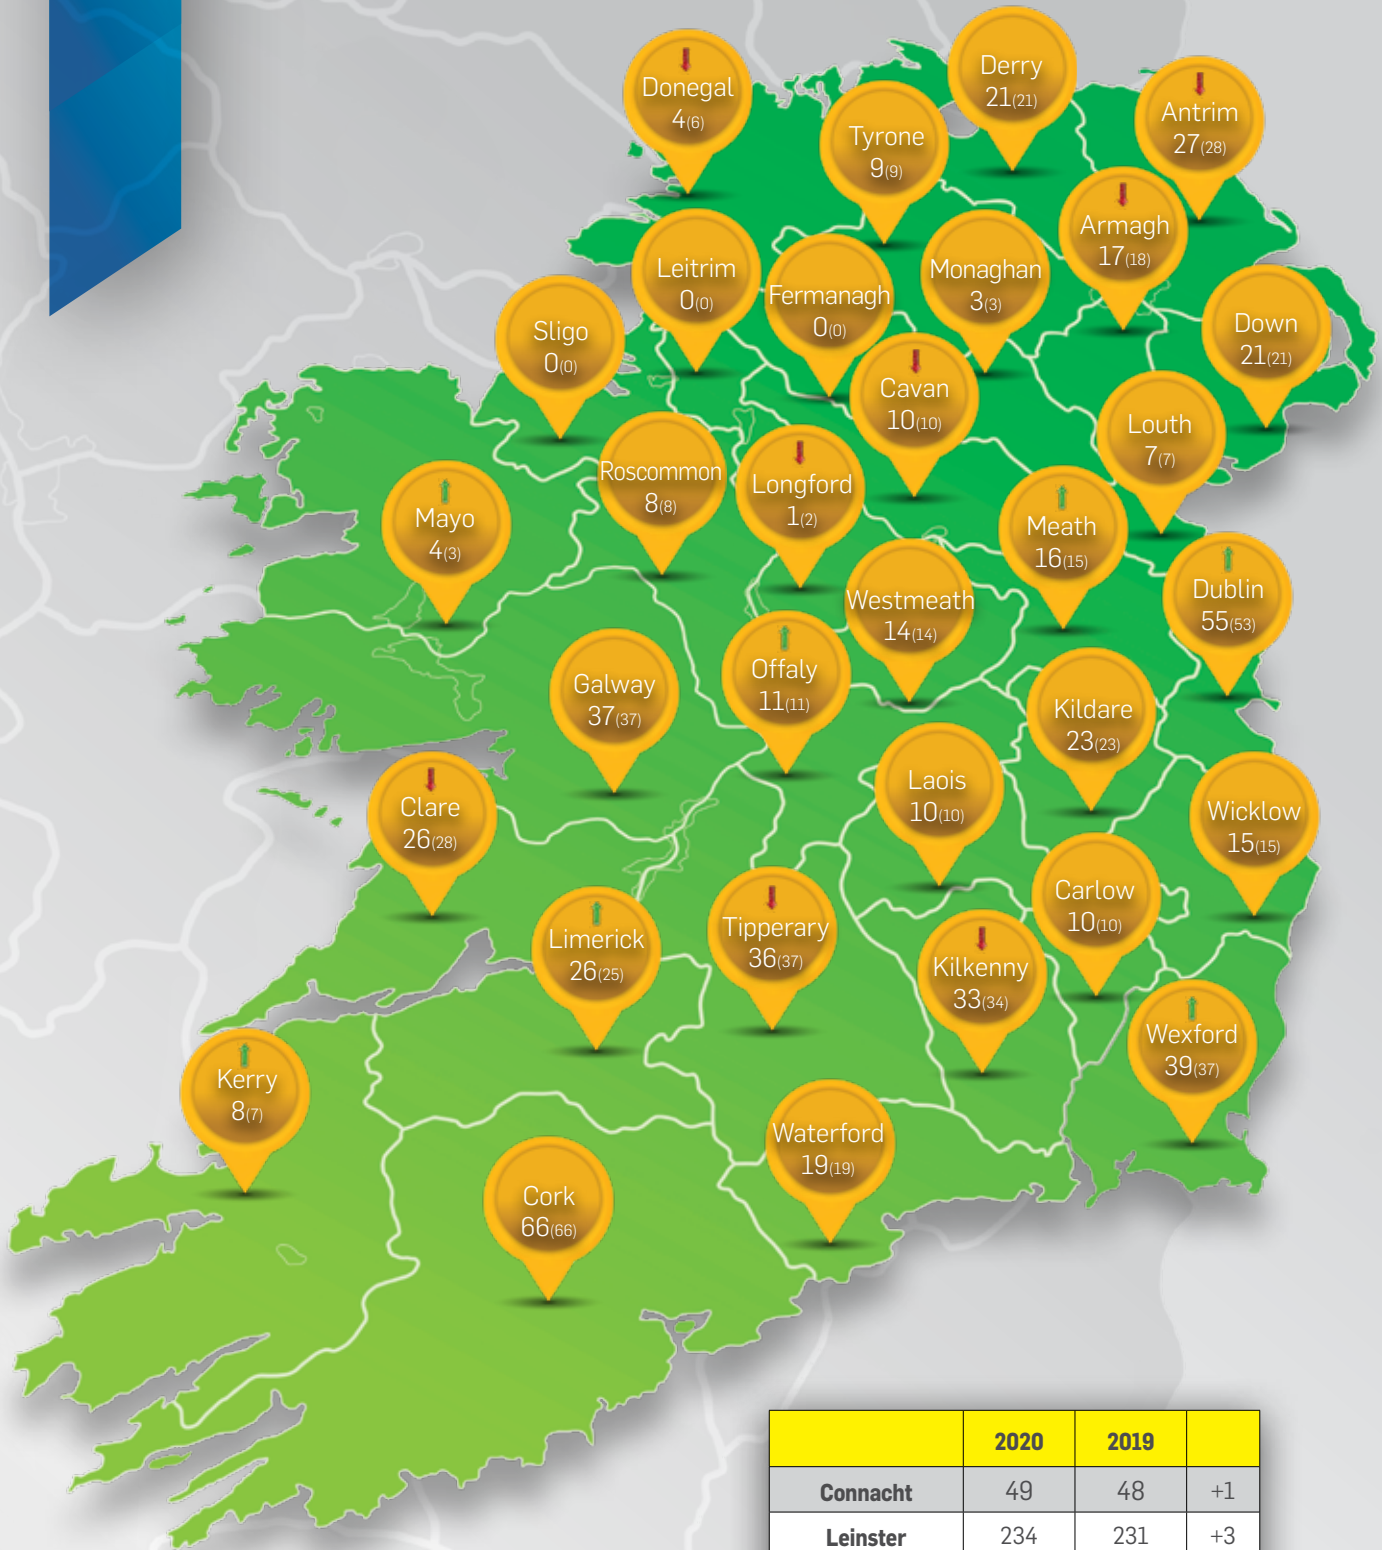 Donegal
4(6)
Derry
21(21)
Antrim
27(28)
Tyrone
9(9)
Armagh
17(18)
Leitrim
0(0)
Fermanagh
0(0)
Monaghan
3(3)
Down
21(21)
Sligo
0(0)
Cavan
10(10)
Louth
7(7)
Roscommon
8(8)
Longford
1(2)
Mayo
4(3)
Meath
16(15)
Dublin
55(53)
Westmeath
14(14)
Offaly
11(11)
Galway
37(37)
Kildare
23(23)
Laois
10(10)
Clare
26(28)
Wicklow
15(15)
Carlow
10(10)
Limerick
26(25)
Tipperary
36(37)
Kilkenny
33(34)
Wexford
39(37)
Kerry
8(7)
Waterford
19(19)
Cork
66(66)
2020 2019
Connacht 49 48 +1
Leinster 234 231 +3